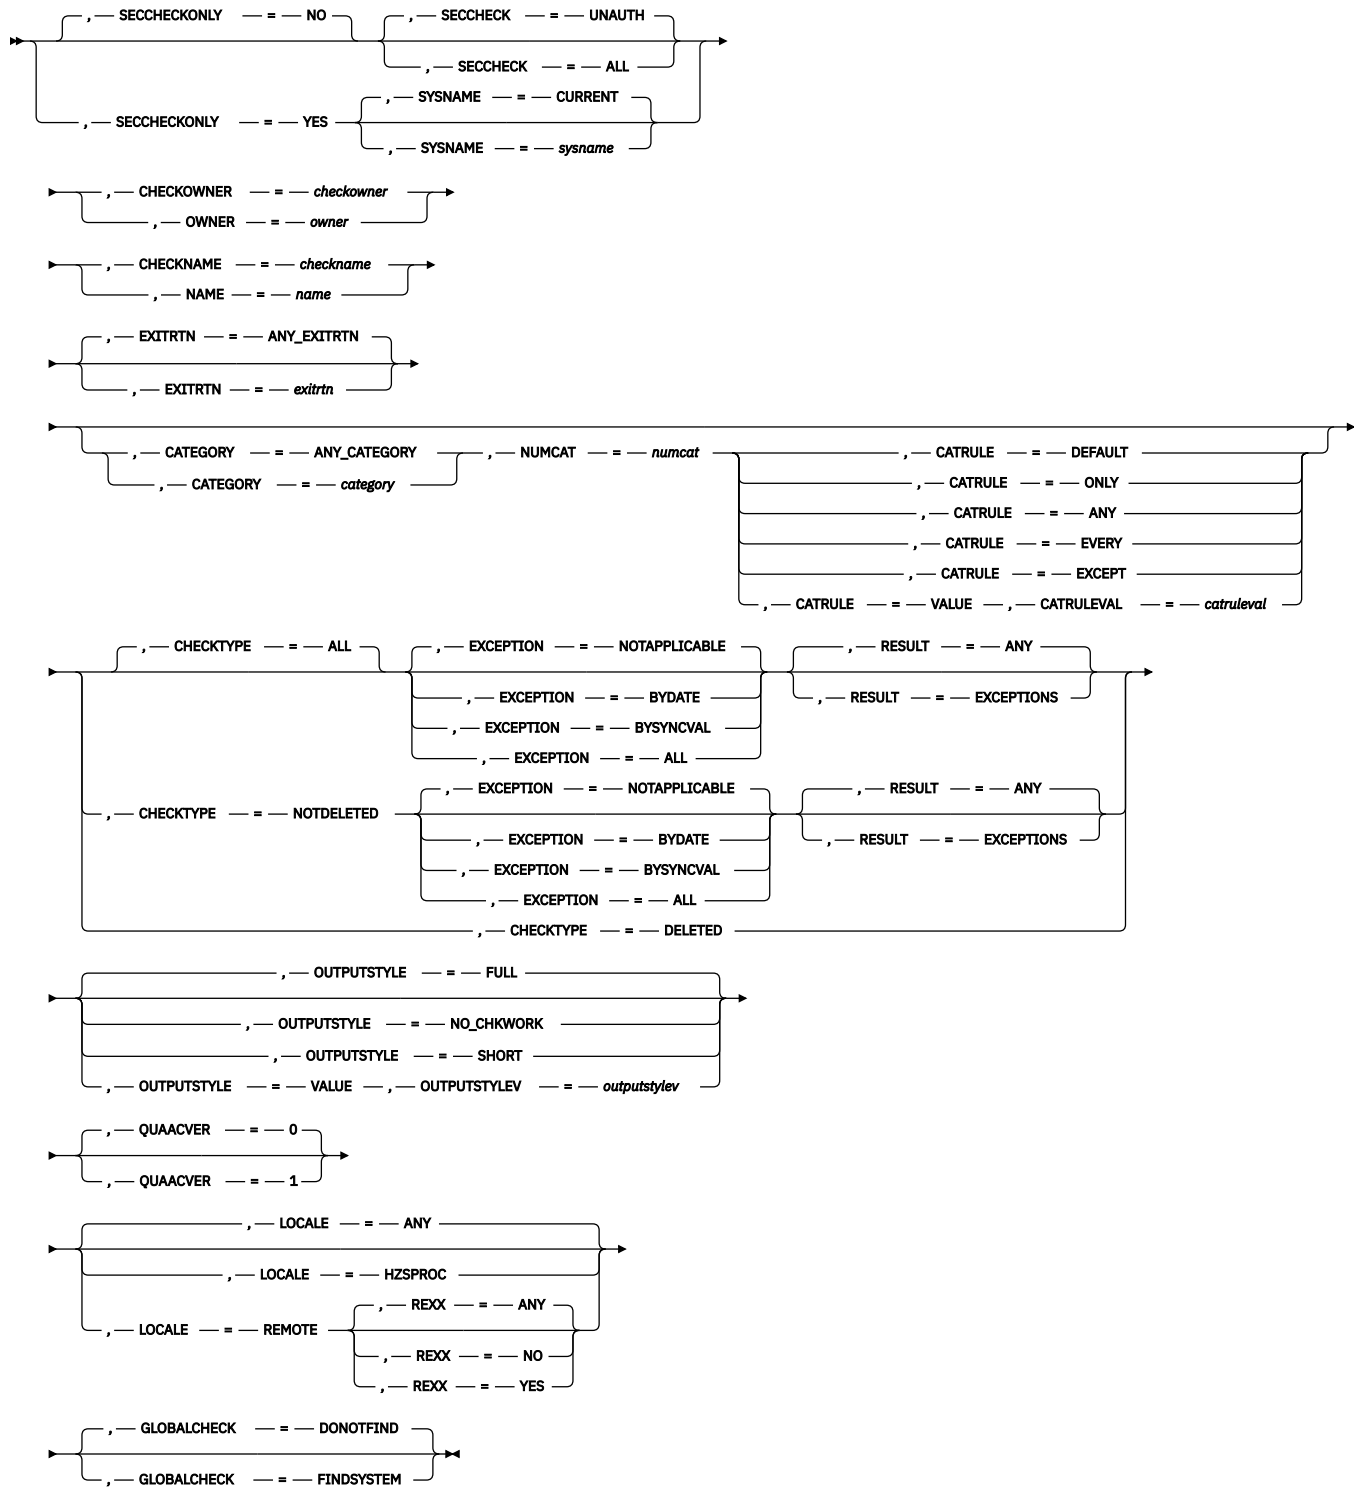 , SECCHECKONLY = NO , SECCHECK = UNAUTH
, SECCHECK = ALL
, SYSNAME = CURRENT
, SECCHECKONLY = YES
, SYSNAME = sysname
, CHECKOWNER = checkowner
, OWNER = owner
, CHECKNAME = checkname
, NAME = name
, EXITRTN = ANY_EXITRTN
, EXITRTN = exitrtn
, CATEGORY = ANY_CATEGORY , NUMCAT = numcat , CATRULE = DEFAULT
, CATEGORY = category , CATRULE = ONLY
, CATRULE = ANY
, CATRULE = EVERY
, CATRULE = EXCEPT
, CATRULE = VALUE , CATRULEVAL = catruleval
, CHECKTYPE = ALL , EXCEPTION = NOTAPPLICABLE , RESULT = ANY
, EXCEPTION = BYDATE , RESULT = EXCEPTIONS
, EXCEPTION = BYSYNCVAL
, EXCEPTION = ALL
, EXCEPTION = NOTAPPLICABLE , RESULT = ANY
, CHECKTYPE = NOTDELETED
, EXCEPTION = BYDATE , RESULT = EXCEPTIONS
, EXCEPTION = BYSYNCVAL
, EXCEPTION = ALL
, CHECKTYPE = DELETED
, OUTPUTSTYLE = FULL
, OUTPUTSTYLE = NO_CHKWORK
, OUTPUTSTYLE = SHORT
, OUTPUTSTYLE = VALUE , OUTPUTSTYLEV = outputstylev
, QUAACVER = 0
, QUAACVER = 1
, LOCALE = ANY
, LOCALE = HZSPROC
, REXX = ANY
, LOCALE = REMOTE
, REXX = NO
, REXX = YES
, GLOBALCHECK = DONOTFIND
, GLOBALCHECK = FINDSYSTEM